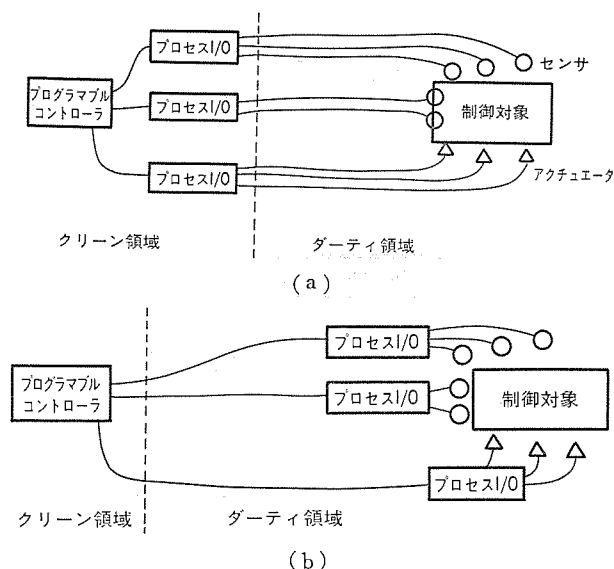 プロセスI/O
センサ
プログラマブル
コントローラ
プロセスI/O
制御対象
プロセスI/O
アクチュエータ
クリーン領域
ダーティ領域
(a)
プロセスI/O
プログラマブル
コントローラ
プロセスI/O
制御対象
プロセスI/O
クリーン領域
ダーティ領域
(b)